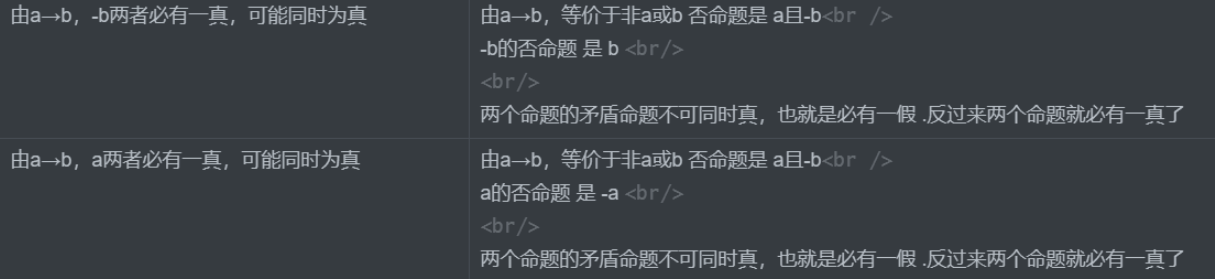 由a→b，-b两者必有一真，可能同时为真
由a→b，等价于非a或b 否命题是 a且-b<br />
-b的否命题 是 b <br/>
<br/>
两个命题的矛盾命题不可同时真，也就是必有一假 .反过来两个命题就必有一真了
由a→b，a两者必有一真，可能同时为真
由a→b，等价于非a或b 否命题是 a且-b<br />
a的否命题 是 -a <br/>
<br/>
两个命题的矛盾命题不可同时真，也就是必有一假 .反过来两个命题就必有一真了